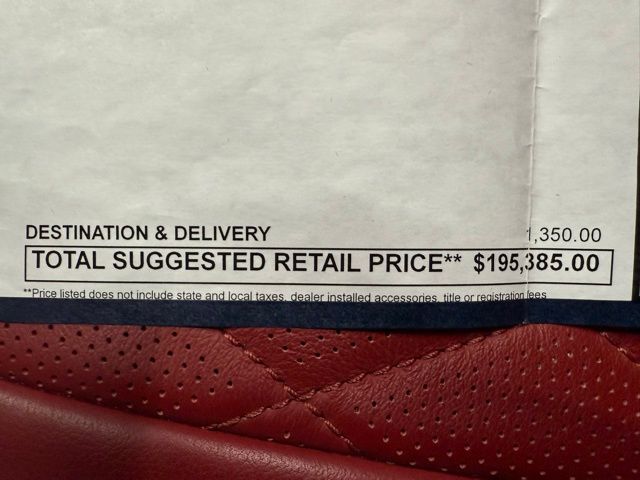 DESTINATION & DELIVERY 1,350.00
TOTAL SUGGESTED RETAIL PRICE** $195,385.00
**Price listed does not include state and local taxes, dealer installed accessories, title or registration fees